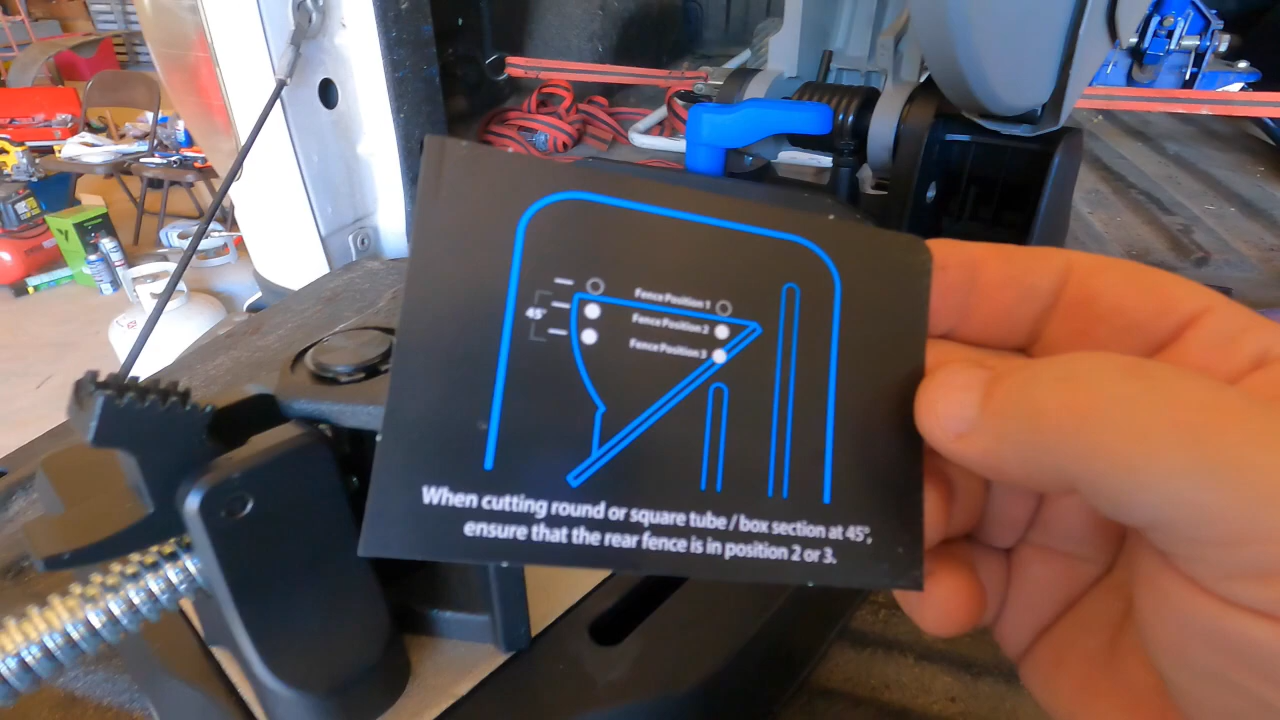 Fence Position 1
45°
Fence Position 2
Fence Position 3
When cutting round or square tube / box section at 45°,
ensure that the rear fence is in position 2 or 3.